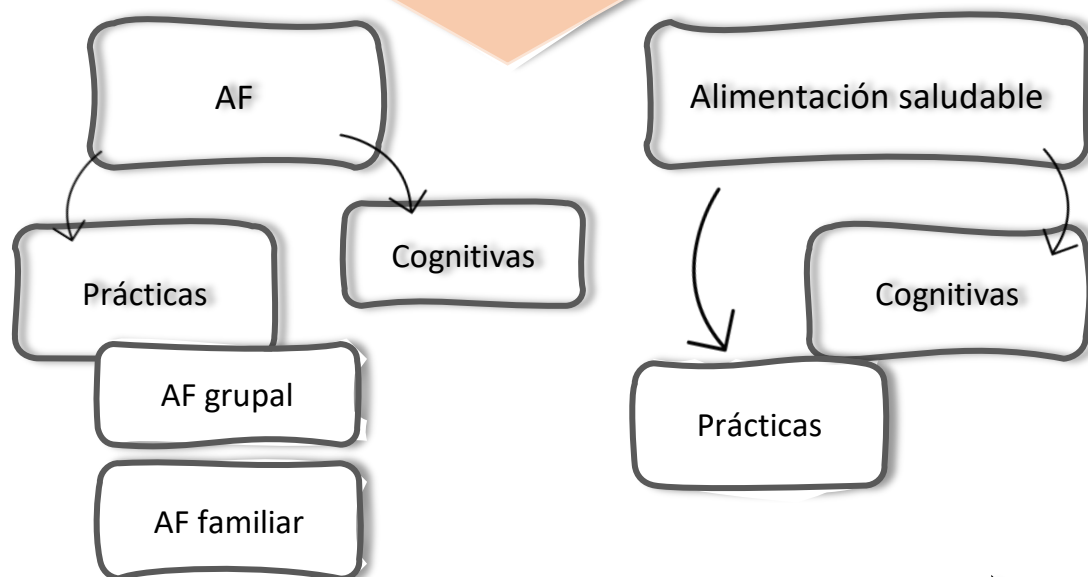 AF
Alimentación saludable
Prácticas
Cognitivas
AF grupal
AF familiar
Cognitivas
Prácticas